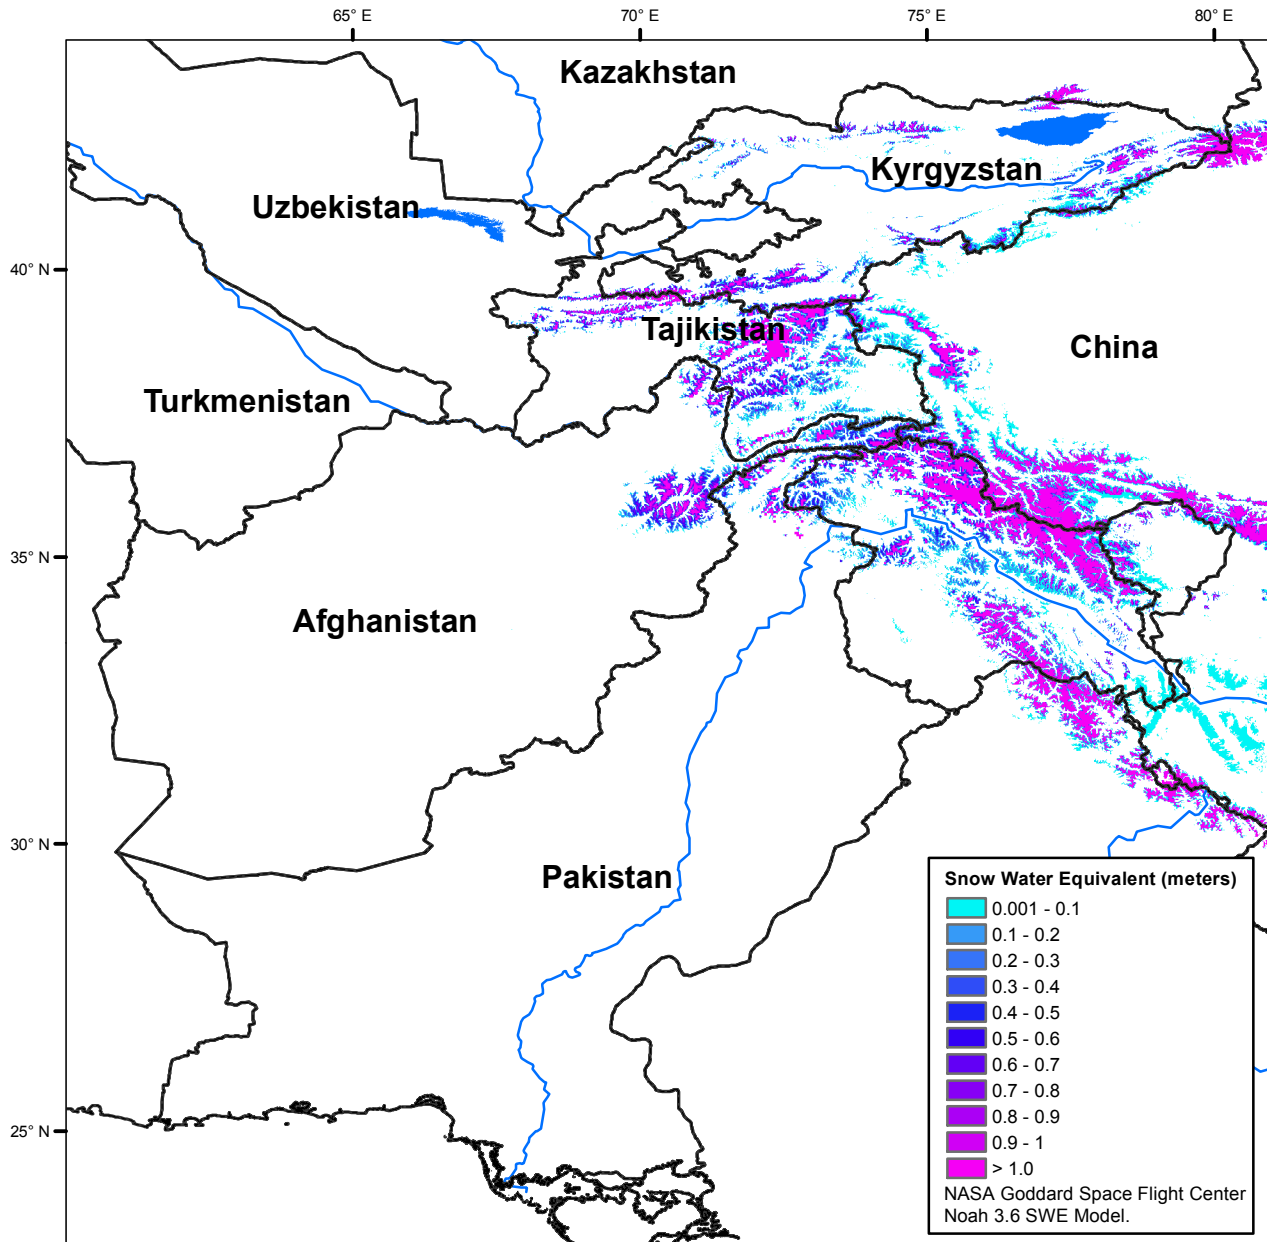 65° E
70° E
75° E
80° E
Kazakhstan
Kyrgyzstan
Uzbekistan
40° N
Tajikistan
China
Turkmenistan
35° N
Afghanistan
30° N
Pakistan
25° N
Snow Water Equivalent (meters)
0.001 - 0.1
0.1 - 0.2
0.2 - 0.3
0.3 - 0.4
0.4 - 0.5
0.5 - 0.6
0.6 - 0.7
0.7 - 0.8
0.8 - 0.9
0.9 - 1
> 1.0
NASA Goddard Space Flight Center
Noah 3.6 SWE Model.